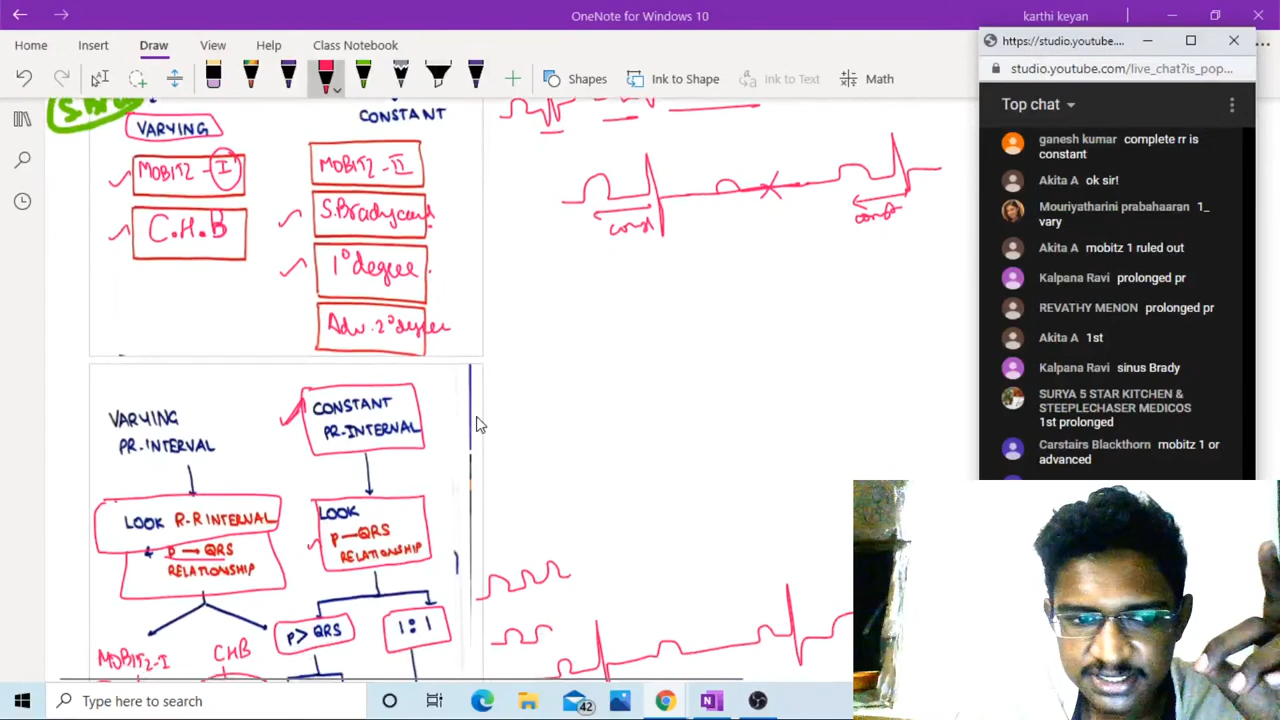 OneNote for Windows 10
karthi keyan
Home Insert Draw View Help Class Notebook
Shapes Ink to Shape Ink to Text Math
https://studio.youtube....
studio.youtube.com/live_chat?is_pop...
Top chat
ganesh kumar complete rr is
constant
Akita A ok sir!
Mouriyatharini prabahaaran 1_
vary
Akita A mobitz 1 ruled out
Kalpana Ravi prolonged pr
REVATHY MENON prolonged pr
Akita A 1st
Kalpana Ravi sinus Brady
SURYA 5 STAR KITCHEN &
STEEPLECHASER MEDICOS
1st prolonged
Carstairs Blackthorn mobitz 1 or
advanced
VARYING
MOBITZ - I
C.H.B
CONSTANT
MOBITZ - II
S.Bradycard
1° degree
Adv. 2° degree
const
const
VARYING
PR-INTERVAL
LOOK R-R INTERNAL
P → QRS
RELATIONSHIP
MOBITZ-I
CHB
CONSTANT
PR-INTERNAL
LOOK
P → QRS
RELATIONSHIP
P > QRS
1:1
Type here to search
42